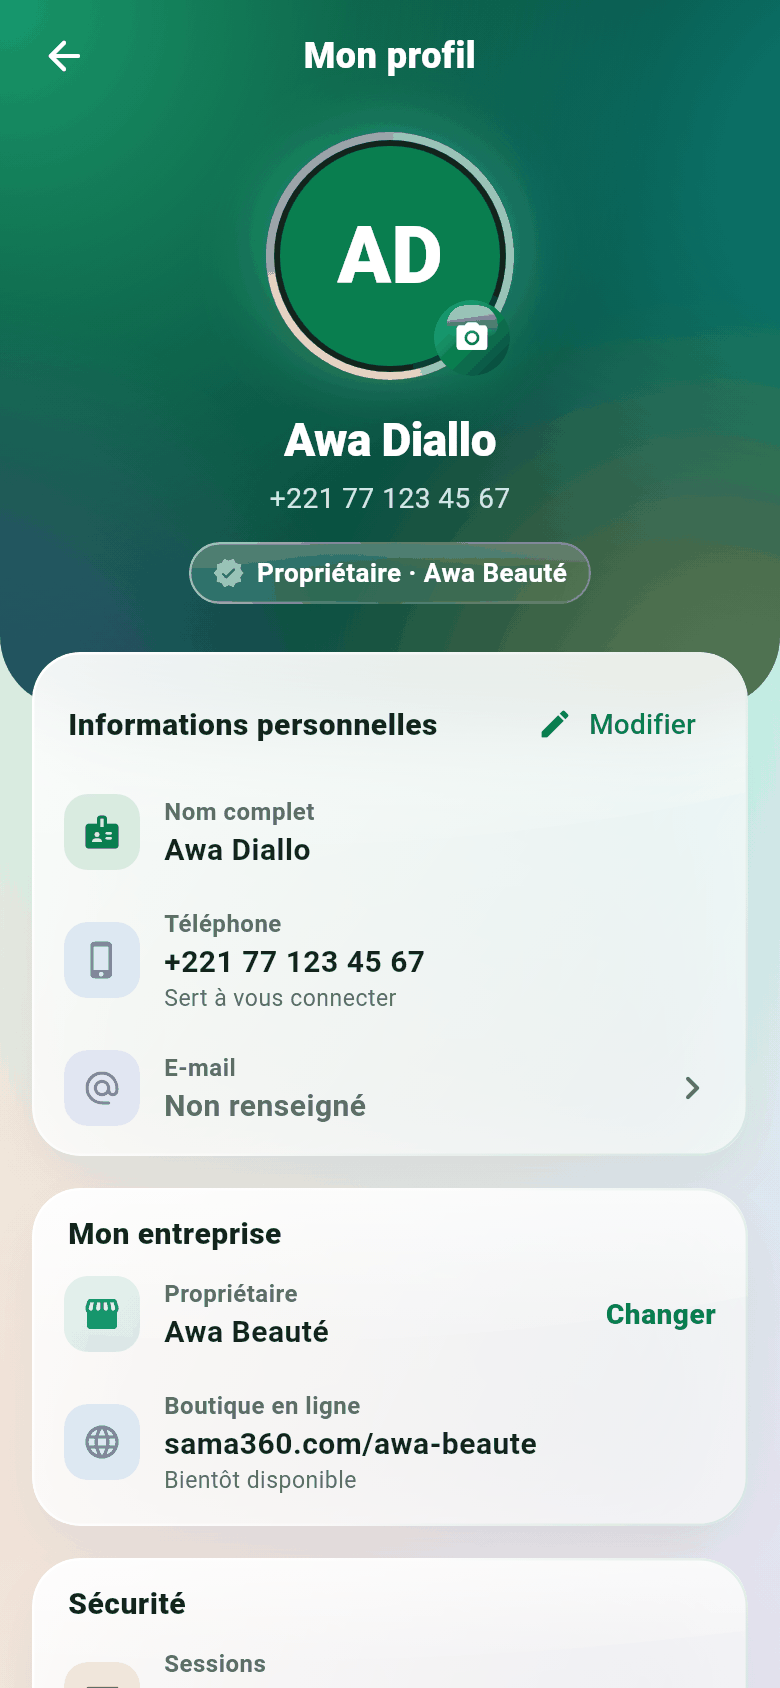 Mon profil
AD
Awa Diallo
+221 77 123 45 67
Propriétaire · Awa Beauté
Informations personnelles
Modifier
Nom complet
Awa Diallo
Téléphone
+221 77 123 45 67
Sert à vous connecter
E-mail
Non renseigné
Mon entreprise
Propriétaire
Awa Beauté
Changer
Boutique en ligne
sama360.com/awa-beaute
Bientôt disponible
Sécurité
Sessions